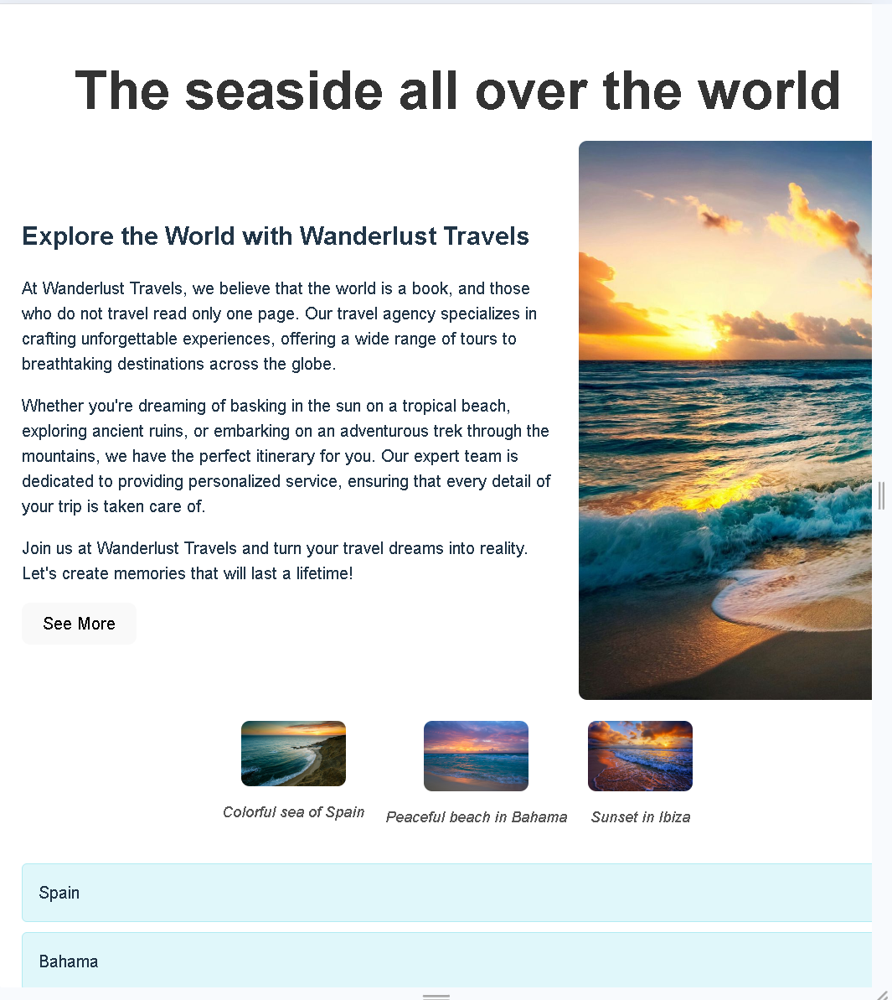 The seaside all over the world
Explore the World with Wanderlust Travels
At Wanderlust Travels, we believe that the world is a book, and those
who do not travel read only one page. Our travel agency specializes in
crafting unforgettable experiences, offering a wide range of tours to
breathtaking destinations across the globe.
Whether you're dreaming of basking in the sun on a tropical beach,
exploring ancient ruins, or embarking on an adventurous trek through the
mountains, we have the perfect itinerary for you. Our expert team is
dedicated to providing personalized service, ensuring that every detail of
your trip is taken care of.
Join us at Wanderlust Travels and turn your travel dreams into reality.
Let's create memories that will last a lifetime!
See More
Colorful sea of Spain
Peaceful beach in Bahama
Sunset in Ibiza
Spain
Bahama